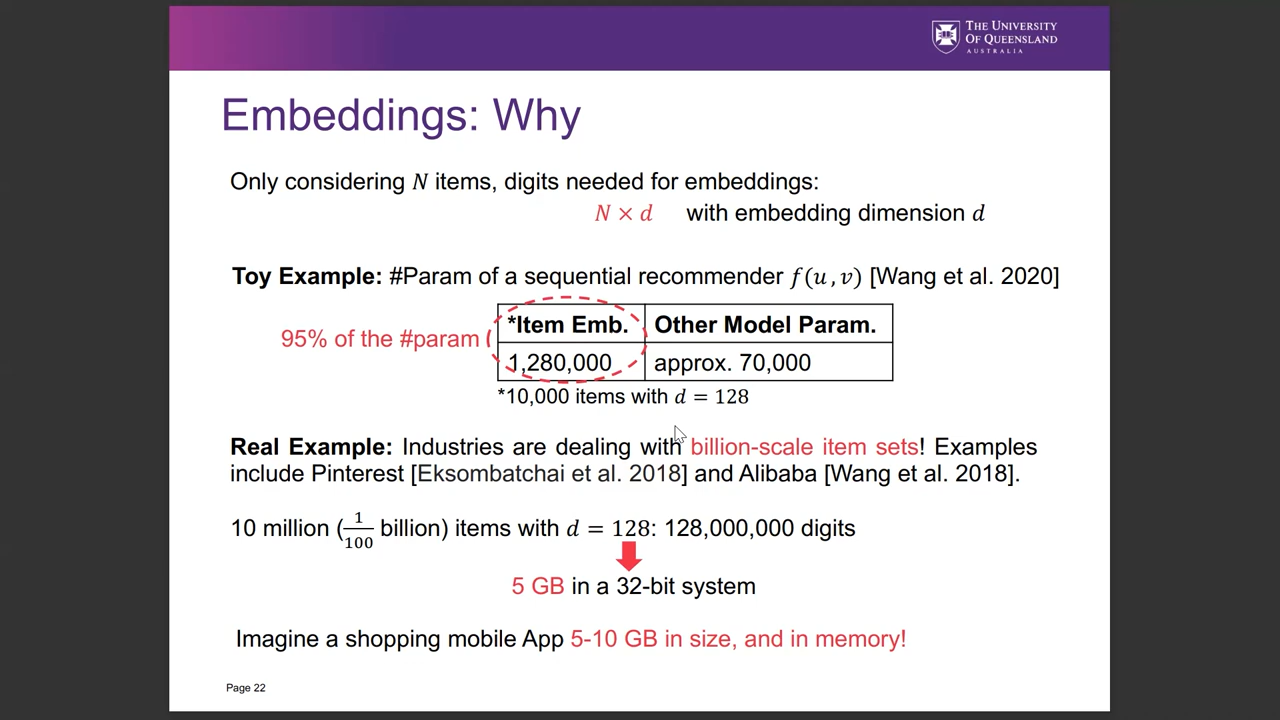 THE UNIVERSITY
OF QUEENSLAND
AUSTRALIA
Embeddings: Why
Only considering N items, digits needed for embeddings:
N × d with embedding dimension d
Toy Example: #Param of a sequential recommender f(u, v) [Wang et al. 2020]
*Item Emb. Other Model Param.
95% of the #param
1,280,000 approx. 70,000
*10,000 items with d = 128
Real Example: Industries are dealing with billion-scale item sets! Examples
include Pinterest [Eksombatchai et al. 2018] and Alibaba [Wang et al. 2018].
10 million (1/100 billion) items with d = 128: 128,000,000 digits
5 GB in a 32-bit system
Imagine a shopping mobile App 5-10 GB in size, and in memory!
Page 22